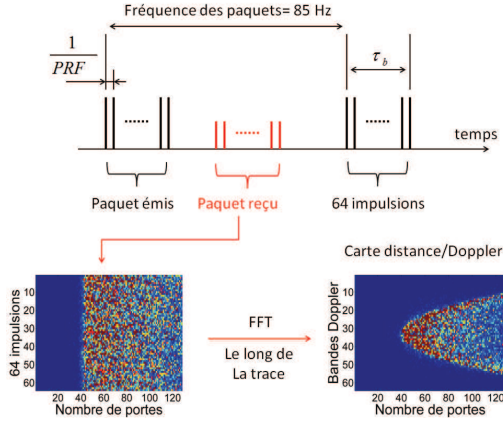 Fréquence des paquets= 85 Hz
1
PRF
τb
......
......
......
temps
Paquet émis
Paquet reçu
64 impulsions
Carte distance/Doppler
64 impulsions
10
20
30
40
50
60
20 40 60 80 100 120
Nombre de portes
FFT
Le long de
La trace
Bandes Doppler
10
20
30
40
50
60
20 40 60 80 100 120
Nombre de portes